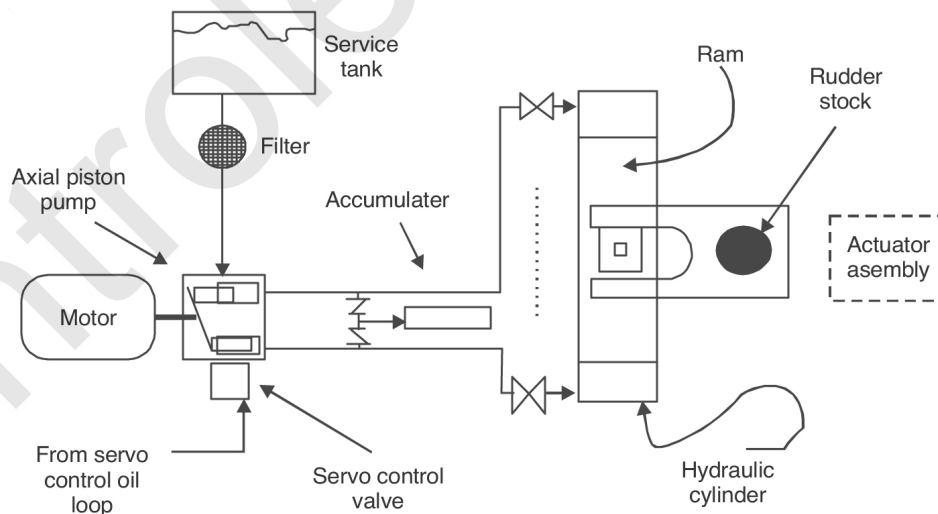 Service
tank
Ram
Rudder
stock
Filter
Axial piston
pump
Accumulater
Actuator
asembly
Motor
From servo
control oil
loop
Servo control
valve
Hydraulic
cylinder
ntrole